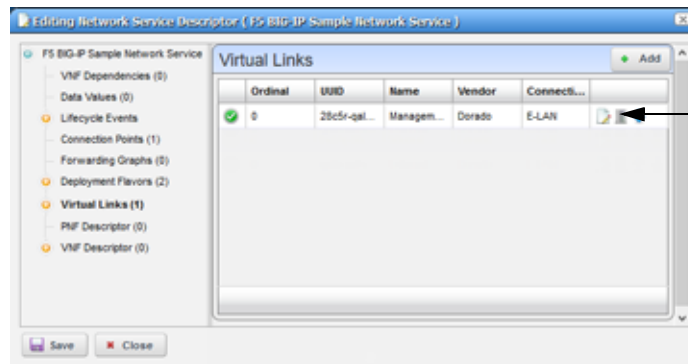 Editing Network Service Descriptor ( F5 BIG-IP Sample Network Service )
F5 BIG-IP Sample Network Service
VNF Dependencies (0)
Data Values (0)
Lifecycle Events
Connection Points (1)
Forwarding Graphs (0)
Deployment Flavors (2)
Virtual Links (1)
PNF Descriptor (0)
VNF Descriptor (0)
Virtual Links
Add
Ordinal UUID Name Vendor Connecti...
0 28c5r-qal... Managem... Dorado E-LAN
Save Close